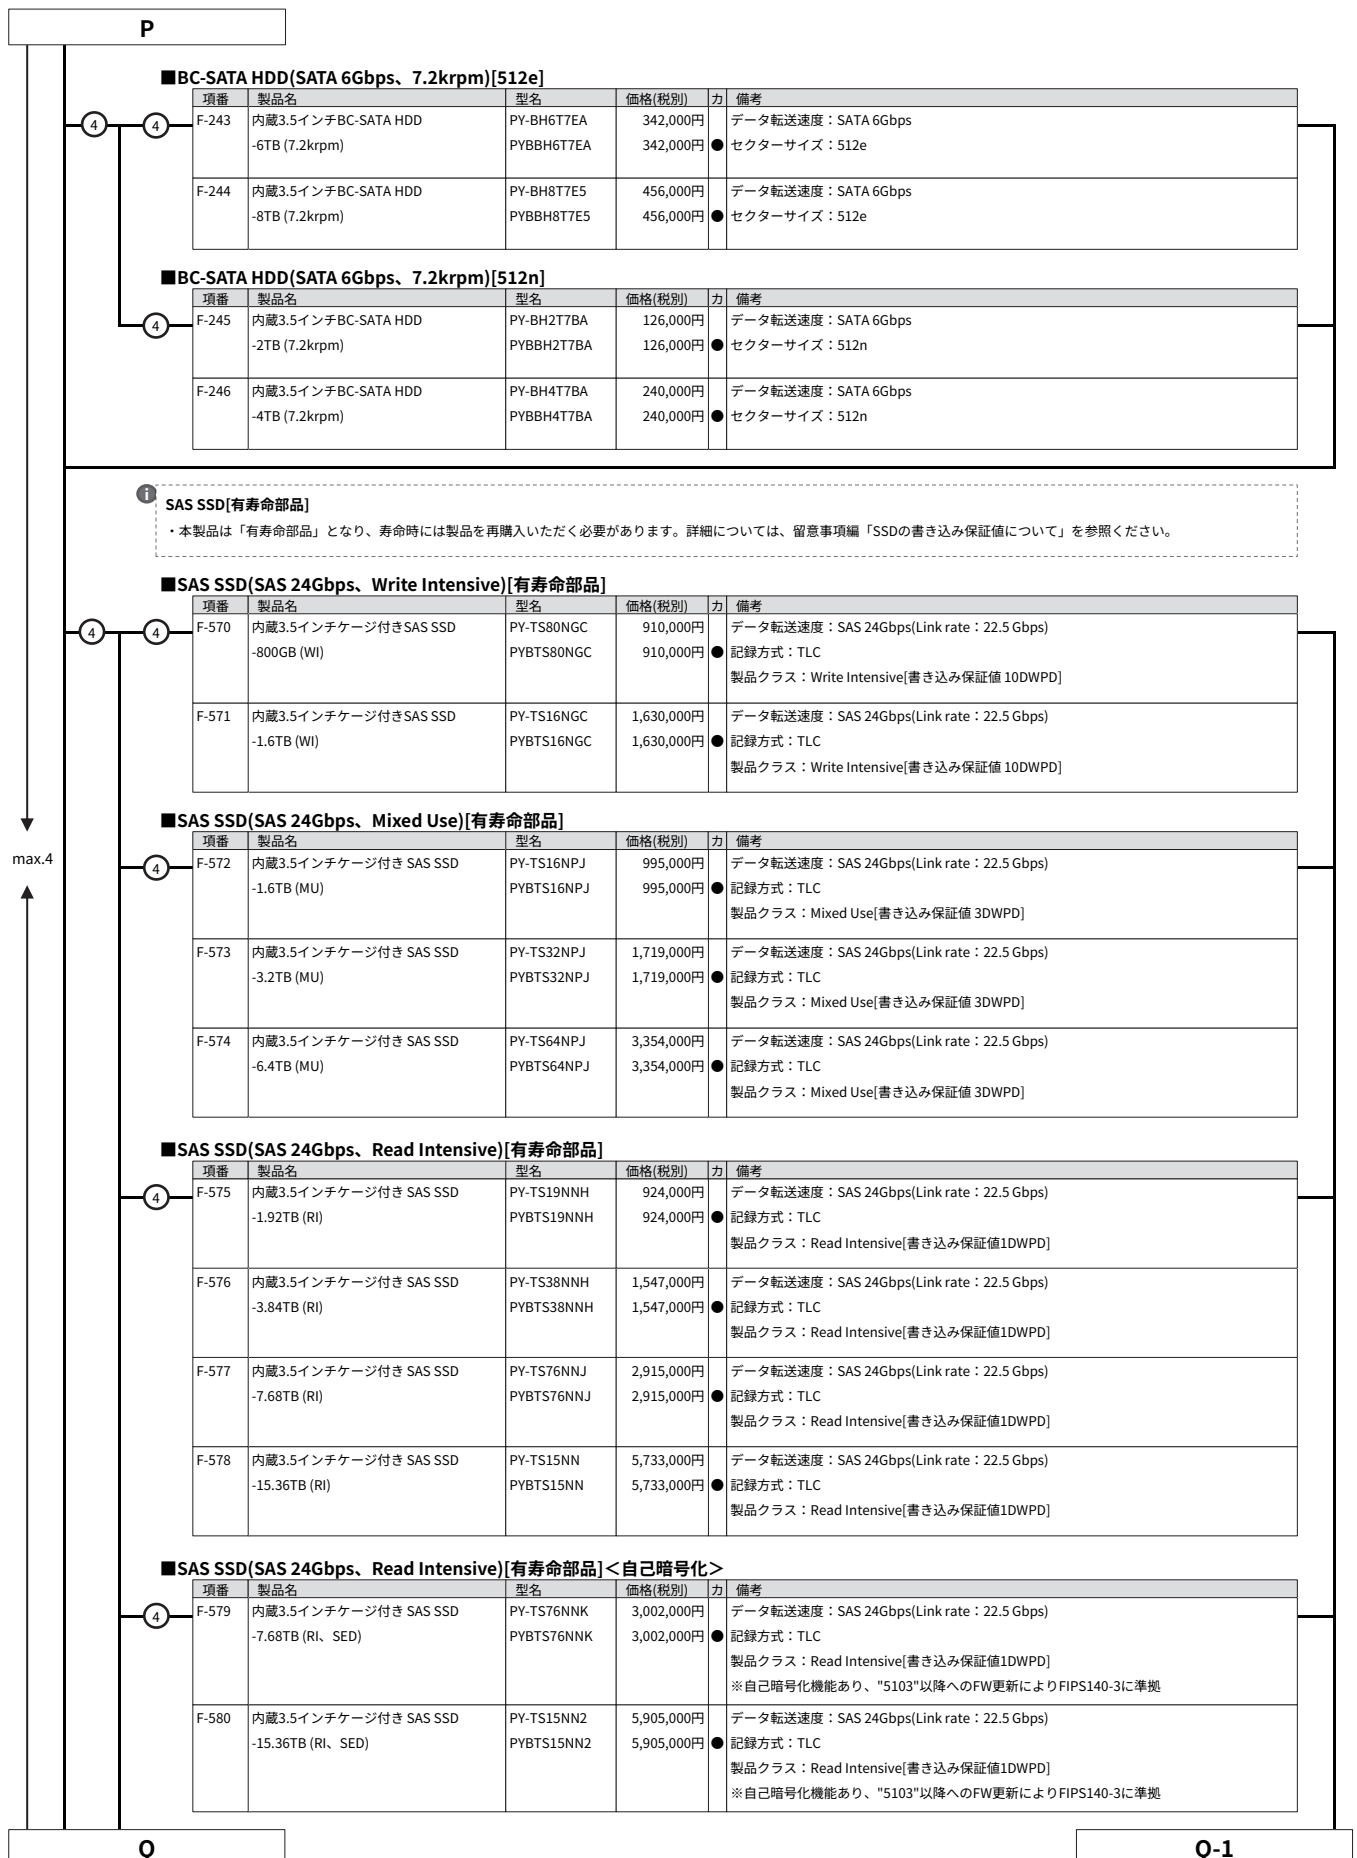 P
■BC-SATA HDD(SATA 6Gbps、7.2krpm)[512e]
項番 製品名 型名 価格(税別) カ 備考
④ ④ F-243 内蔵3.5インチBC-SATA HDD PY-BH6T7EA 342,000円 データ転送速度：SATA 6Gbps
-6TB (7.2krpm) PYBBH6T7EA 342,000円 ● セクターサイズ：512e
F-244 内蔵3.5インチBC-SATA HDD PY-BH8T7E5 456,000円 データ転送速度：SATA 6Gbps
-8TB (7.2krpm) PYBBH8T7E5 456,000円 ● セクターサイズ：512e
■BC-SATA HDD(SATA 6Gbps、7.2krpm)[512n]
項番 製品名 型名 価格(税別) カ 備考
④ F-245 内蔵3.5インチBC-SATA HDD PY-BH2T7BA 126,000円 データ転送速度：SATA 6Gbps
-2TB (7.2krpm) PYBBH2T7BA 126,000円 ● セクターサイズ：512n
F-246 内蔵3.5インチBC-SATA HDD PY-BH4T7BA 240,000円 データ転送速度：SATA 6Gbps
-4TB (7.2krpm) PYBBH4T7BA 240,000円 ● セクターサイズ：512n
i
SAS SSD[有寿命部品]
・本製品は「有寿命部品」となり、寿命時には製品を再購入いただく必要があります。詳細については、留意事項編「SSDの書き込み保証値について」を参照ください。
■SAS SSD(SAS 24Gbps、Write Intensive)[有寿命部品]
項番 製品名 型名 価格(税別) カ 備考
④ ④ F-570 内蔵3.5インチケージ付きSAS SSD PY-TS80NGC 910,000円 データ転送速度：SAS 24Gbps(Link rate：22.5 Gbps)
-800GB (WI) PYBTS80NGC 910,000円 ● 記録方式：TLC
製品クラス：Write Intensive[書き込み保証値 10DWPD]
F-571 内蔵3.5インチケージ付きSAS SSD PY-TS16NGC 1,630,000円 データ転送速度：SAS 24Gbps(Link rate：22.5 Gbps)
-1.6TB (WI) PYBTS16NGC 1,630,000円 ● 記録方式：TLC
製品クラス：Write Intensive[書き込み保証値 10DWPD]
■SAS SSD(SAS 24Gbps、Mixed Use)[有寿命部品]
項番 製品名 型名 価格(税別) カ 備考
max.4
④ F-572 内蔵3.5インチケージ付き SAS SSD PY-TS16NPJ 995,000円 データ転送速度：SAS 24Gbps(Link rate：22.5 Gbps)
-1.6TB (MU) PYBTS16NPJ 995,000円 ● 記録方式：TLC
製品クラス：Mixed Use[書き込み保証値 3DWPD]
F-573 内蔵3.5インチケージ付き SAS SSD PY-TS32NPJ 1,719,000円 データ転送速度：SAS 24Gbps(Link rate：22.5 Gbps)
-3.2TB (MU) PYBTS32NPJ 1,719,000円 ● 記録方式：TLC
製品クラス：Mixed Use[書き込み保証値 3DWPD]
F-574 内蔵3.5インチケージ付き SAS SSD PY-TS64NPJ 3,354,000円 データ転送速度：SAS 24Gbps(Link rate：22.5 Gbps)
-6.4TB (MU) PYBTS64NPJ 3,354,000円 ● 記録方式：TLC
製品クラス：Mixed Use[書き込み保証値 3DWPD]
■SAS SSD(SAS 24Gbps、Read Intensive)[有寿命部品]
項番 製品名 型名 価格(税別) カ 備考
④ F-575 内蔵3.5インチケージ付き SAS SSD PY-TS19NNH 924,000円 データ転送速度：SAS 24Gbps(Link rate：22.5 Gbps)
-1.92TB (RI) PYBTS19NNH 924,000円 ● 記録方式：TLC
製品クラス：Read Intensive[書き込み保証値1DWPD]
F-576 内蔵3.5インチケージ付き SAS SSD PY-TS38NNH 1,547,000円 データ転送速度：SAS 24Gbps(Link rate：22.5 Gbps)
-3.84TB (RI) PYBTS38NNH 1,547,000円 ● 記録方式：TLC
製品クラス：Read Intensive[書き込み保証値1DWPD]
F-577 内蔵3.5インチケージ付き SAS SSD PY-TS76NNJ 2,915,000円 データ転送速度：SAS 24Gbps(Link rate：22.5 Gbps)
-7.68TB (RI) PYBTS76NNJ 2,915,000円 ● 記録方式：TLC
製品クラス：Read Intensive[書き込み保証値1DWPD]
F-578 内蔵3.5インチケージ付き SAS SSD PY-TS15NN 5,733,000円 データ転送速度：SAS 24Gbps(Link rate：22.5 Gbps)
-15.36TB (RI) PYBTS15NN 5,733,000円 ● 記録方式：TLC
製品クラス：Read Intensive[書き込み保証値1DWPD]
■SAS SSD(SAS 24Gbps、Read Intensive)[有寿命部品]＜自己暗号化＞
項番 製品名 型名 価格(税別) カ 備考
④ F-579 内蔵3.5インチケージ付き SAS SSD PY-TS76NNK 3,002,000円 データ転送速度：SAS 24Gbps(Link rate：22.5 Gbps)
-7.68TB (RI、SED) PYBTS76NNK 3,002,000円 ● 記録方式：TLC
製品クラス：Read Intensive[書き込み保証値1DWPD]
※自己暗号化機能あり、"5103"以降へのFW更新によりFIPS140-3に準拠
F-580 内蔵3.5インチケージ付き SAS SSD PY-TS15NN2 5,905,000円 データ転送速度：SAS 24Gbps(Link rate：22.5 Gbps)
-15.36TB (RI、SED) PYBTS15NN2 5,905,000円 ● 記録方式：TLC
製品クラス：Read Intensive[書き込み保証値1DWPD]
※自己暗号化機能あり、"5103"以降へのFW更新によりFIPS140-3に準拠
Q Q-1